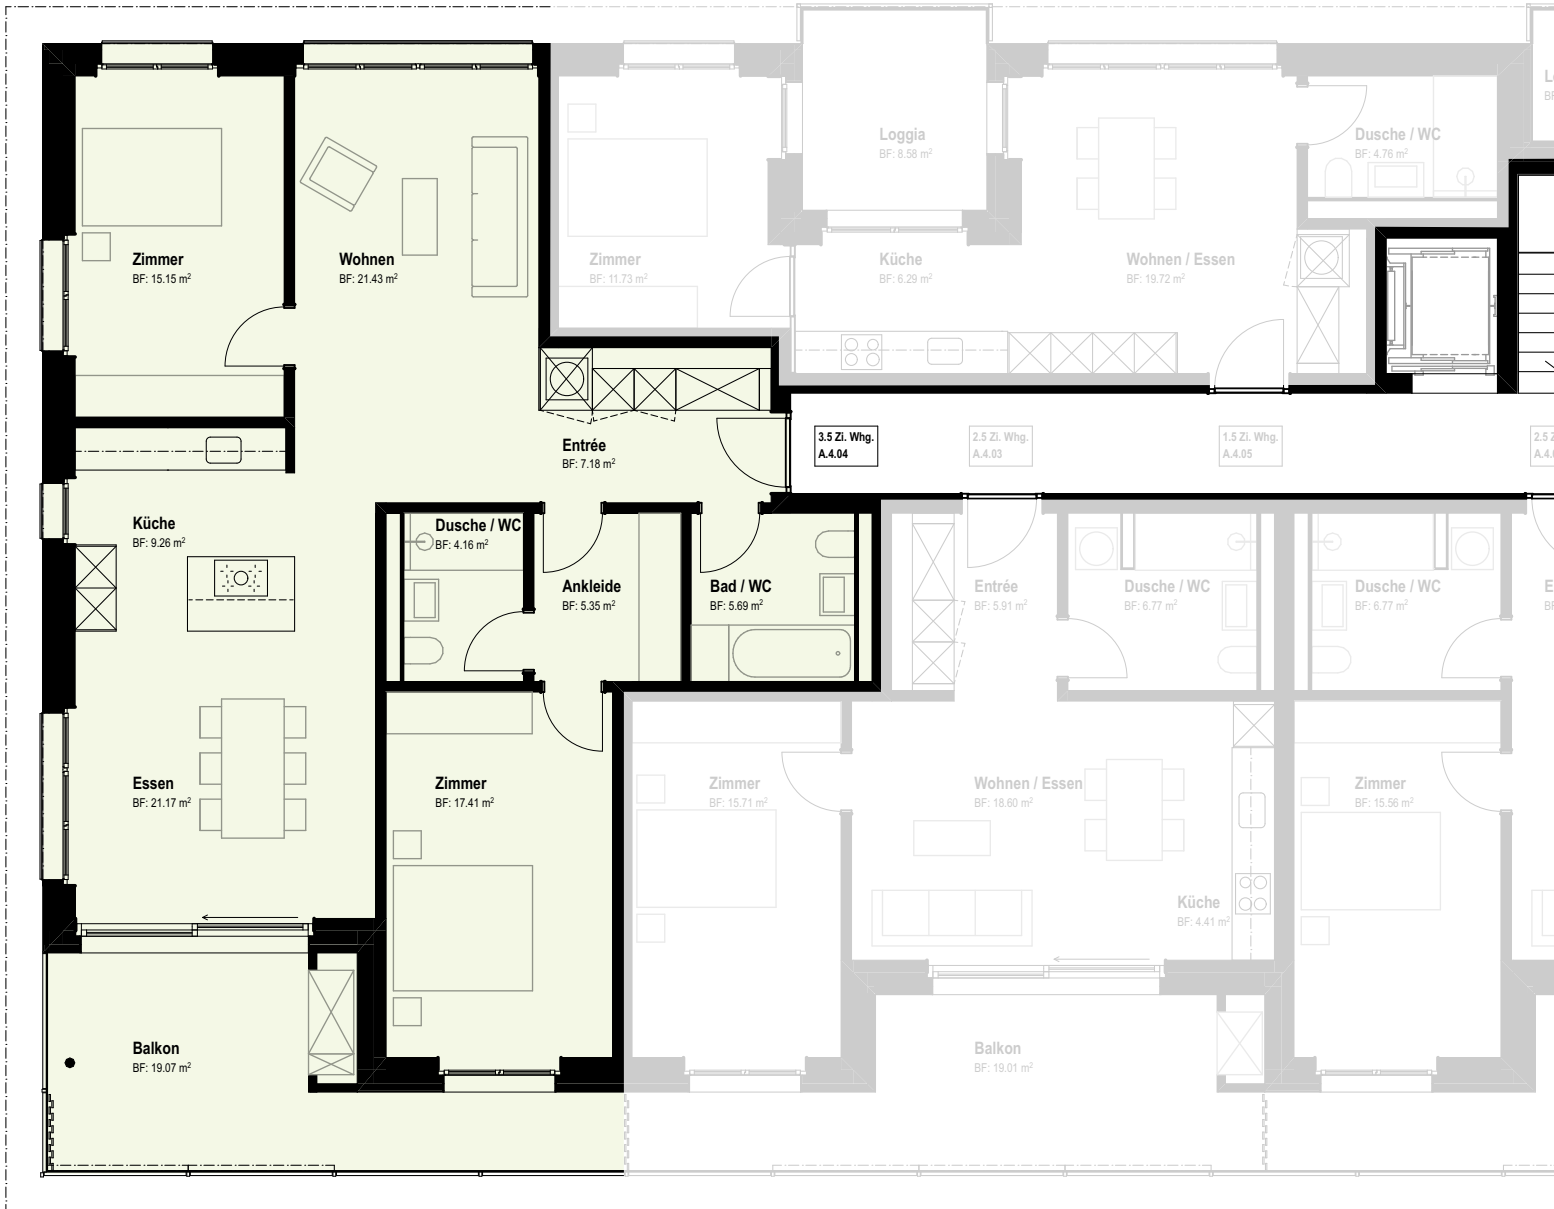 Loggia
BF: 8.58 m²
Dusche / WC
BF: 4.76 m²
Zimmer
BF: 15.15 m²
Wohnen
BF: 21.43 m²
Zimmer
BF: 11.73 m²
Küche
BF: 6.29 m²
Wohnen / Essen
BF: 19.72 m²
Entrée
BF: 7.18 m²
3.5 Zi. Whg.
A.4.04
2.5 Zi. Whg.
A.4.03
1.5 Zi. Whg.
A.4.05
Küche
BF: 9.26 m²
Dusche / WC
BF: 4.16 m²
Ankleide
BF: 5.35 m²
Bad / WC
BF: 5.69 m²
Entrée
BF: 5.91 m²
Dusche / WC
BF: 6.77 m²
Dusche / WC
BF: 6.77 m²
Essen
BF: 21.17 m²
Zimmer
BF: 17.41 m²
Zimmer
BF: 15.71 m²
Wohnen / Essen
BF: 18.60 m²
Zimmer
BF: 15.56 m²
Küche
BF: 4.41 m²
Balkon
BF: 19.07 m²
Balkon
BF: 19.01 m²